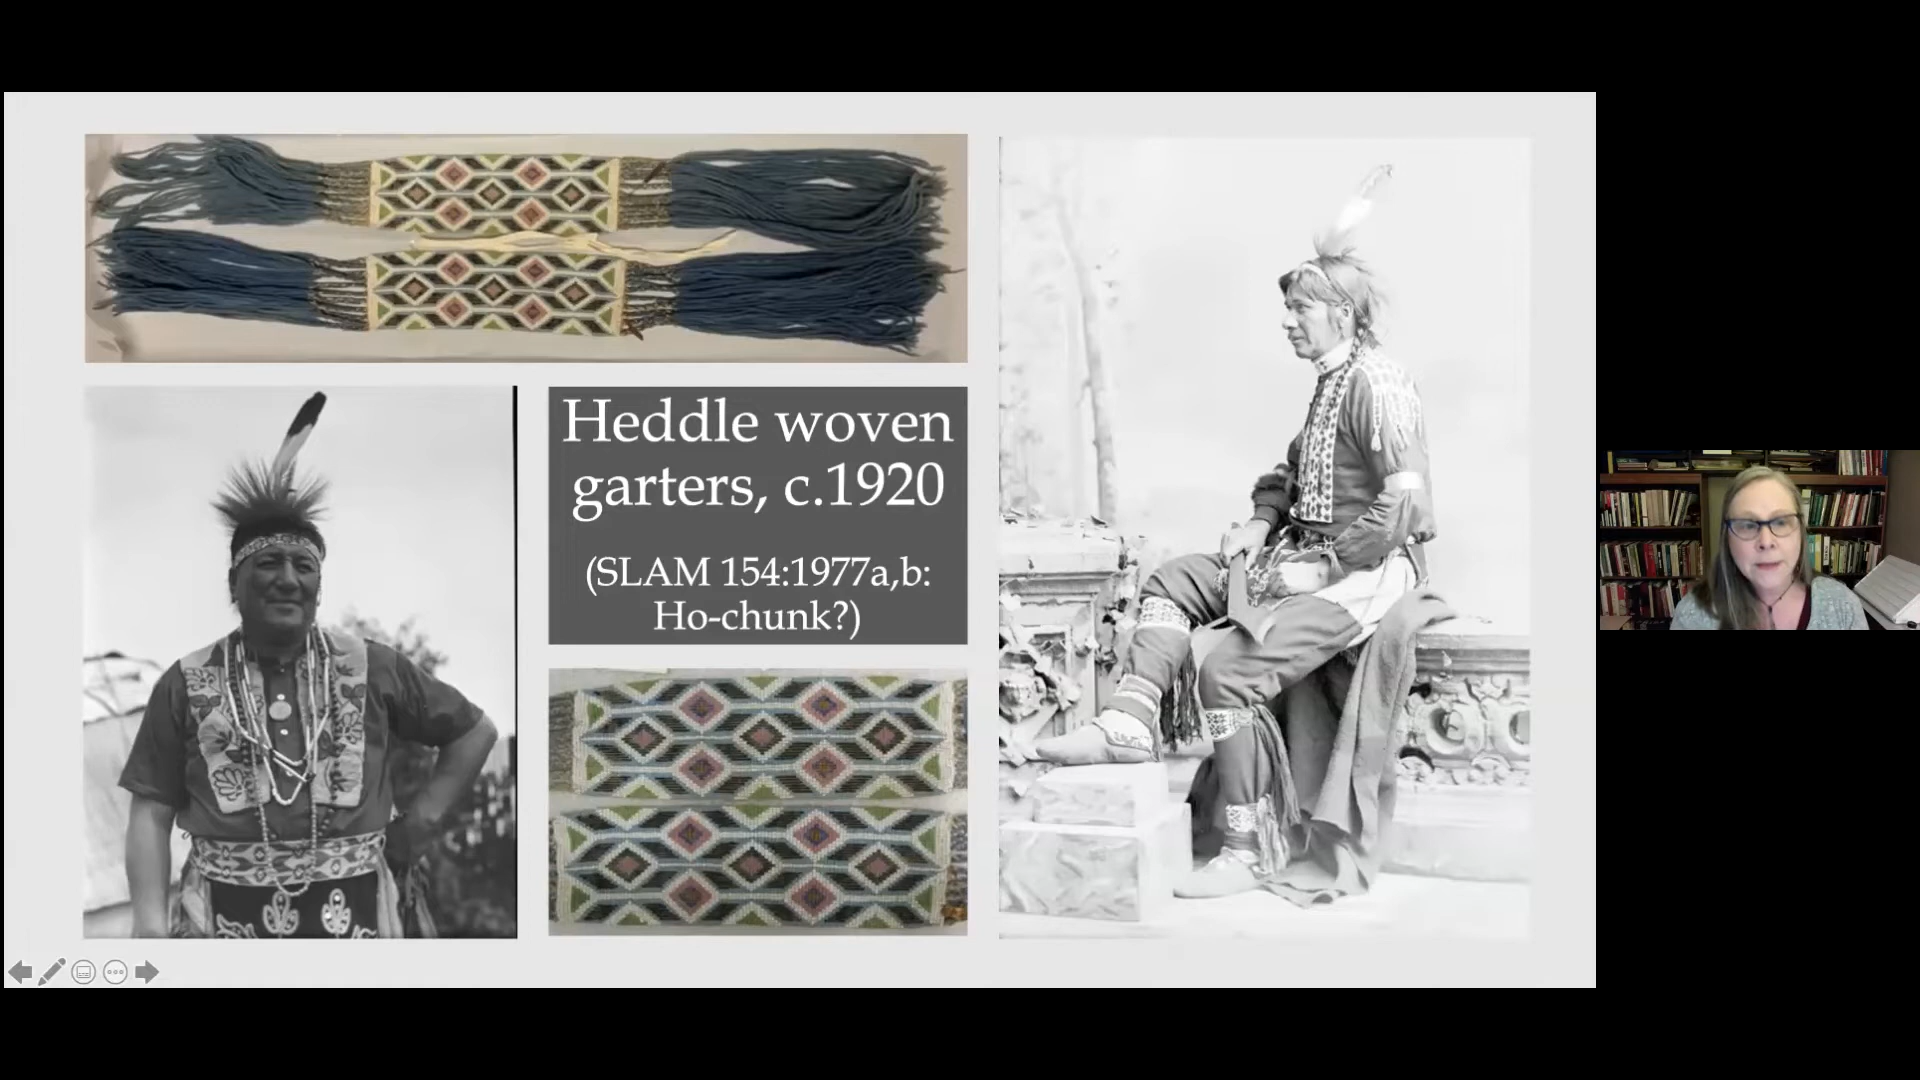 Heddle woven
garters, c.1920
(SLAM 154:1977a,b:
Ho-chunk?)